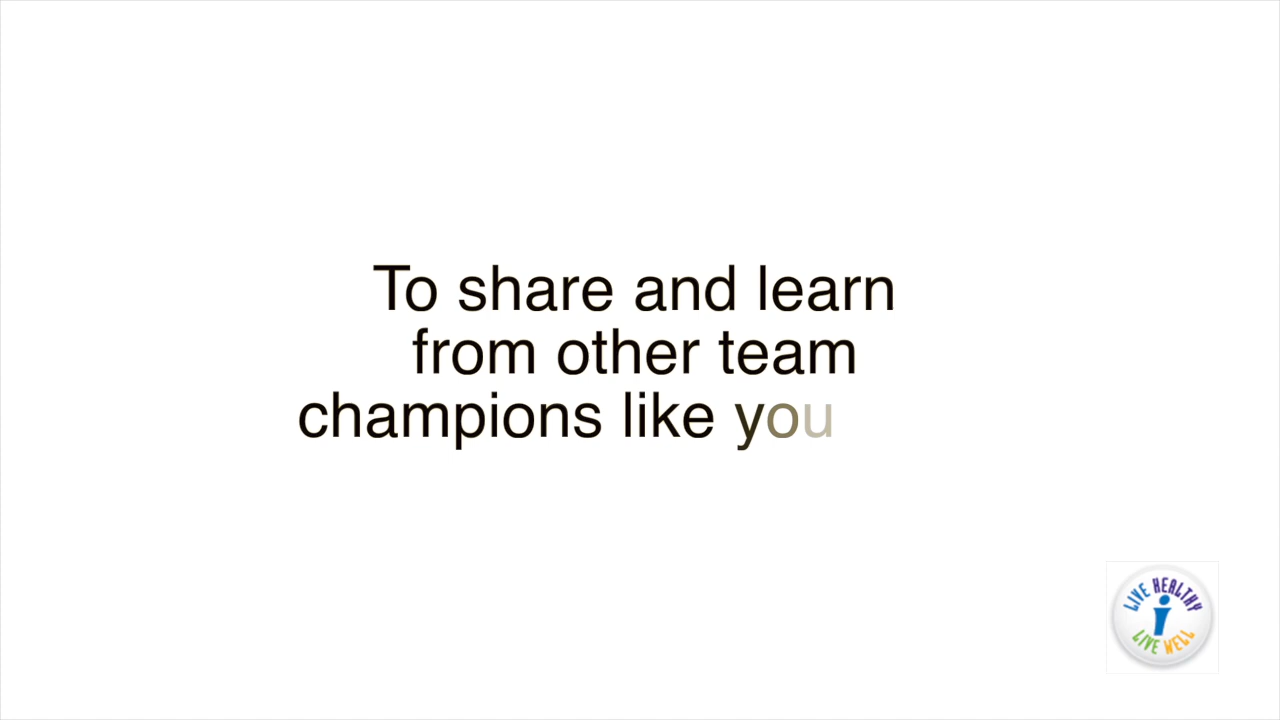 To share and learn
from other team
champions like you
LIVE HEALTHY
i
LIVE WELL